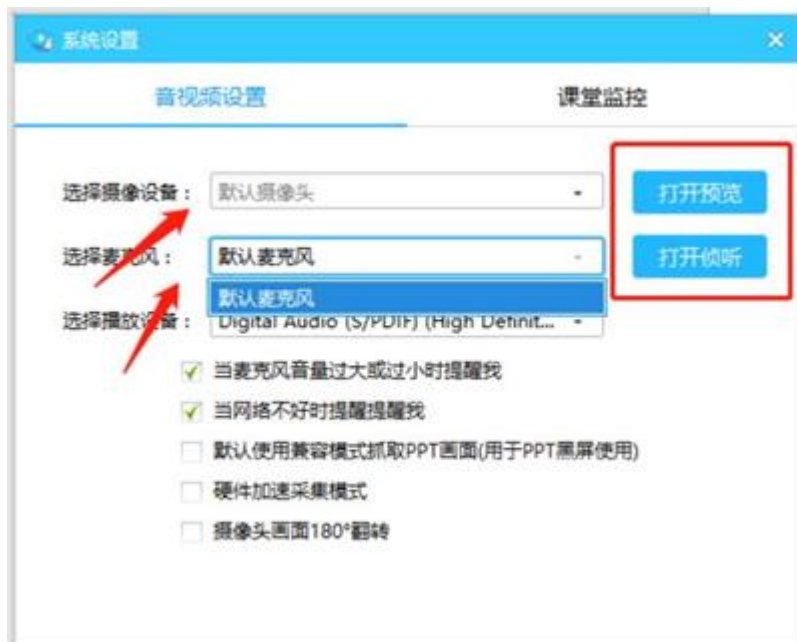 系统设置
音视频设置 课堂监控
选择摄像设备： 默认摄像头 打开预览
选择麦克风： 默认麦克风 打开侦听
默认麦克风
选择播放设备： Digital Audio (S/PDIF) (High Definit...
当麦克风音量过大或过小时提醒我
当网络不好时提醒提醒我
默认使用兼容模式抓取PPT画面(用于PPT黑屏使用)
硬件加速采集模式
摄像头画面180°翻转